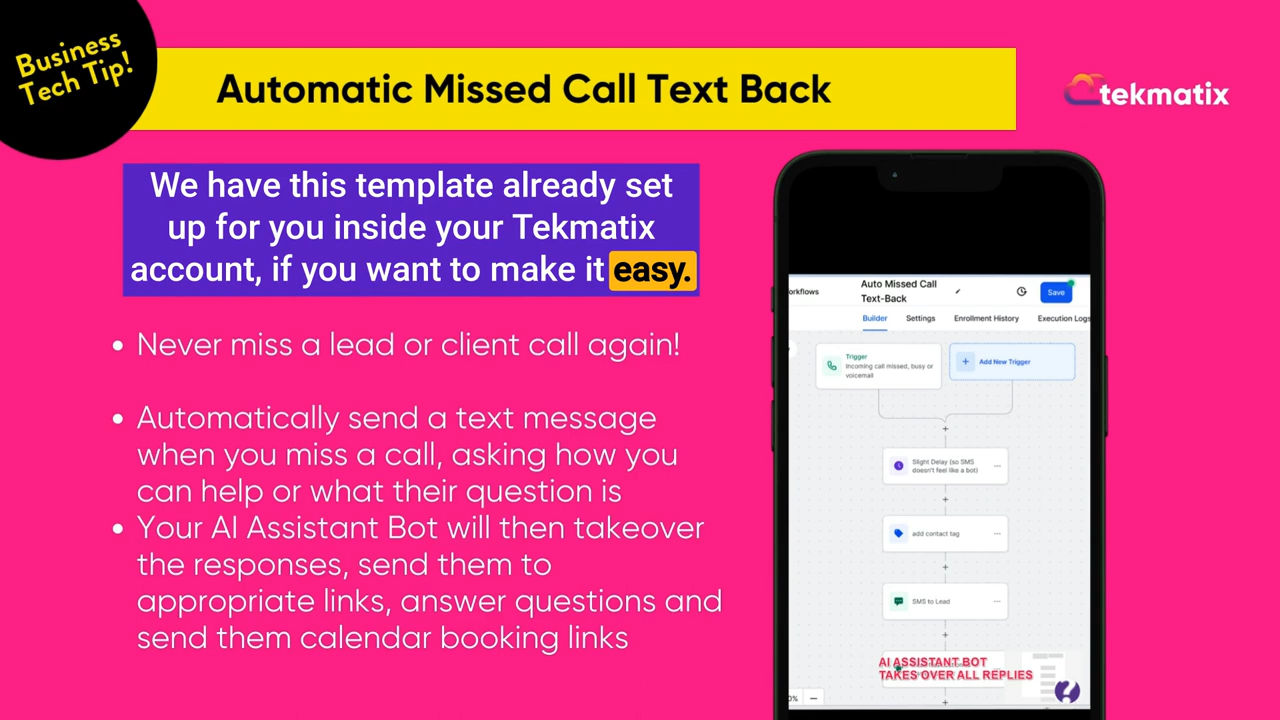 Business
Tech Tip!
Automatic Missed Call Text Back
tekmatix
We have this template already set
up for you inside your Tekmatix
account, if you want to make it easy.
• Never miss a lead or client call again!
• Automatically send a text message
when you miss a call, asking how you
can help or what their question is
• Your AI Assistant Bot will then takeover
the responses, send them to
appropriate links, answer questions and
send them calendar booking links
orkflows
Auto Missed Call
Text-Back
Save
Builder Settings Enrollment History Execution Logs
Trigger
Incoming call missed, busy or
voicemail
Add New Trigger
Slight Delay (so SMS
doesn't feel like a bot)
add contact tag
SMS to Lead
AI ASSISTANT BOT
TAKES OVER ALL REPLIES
0%